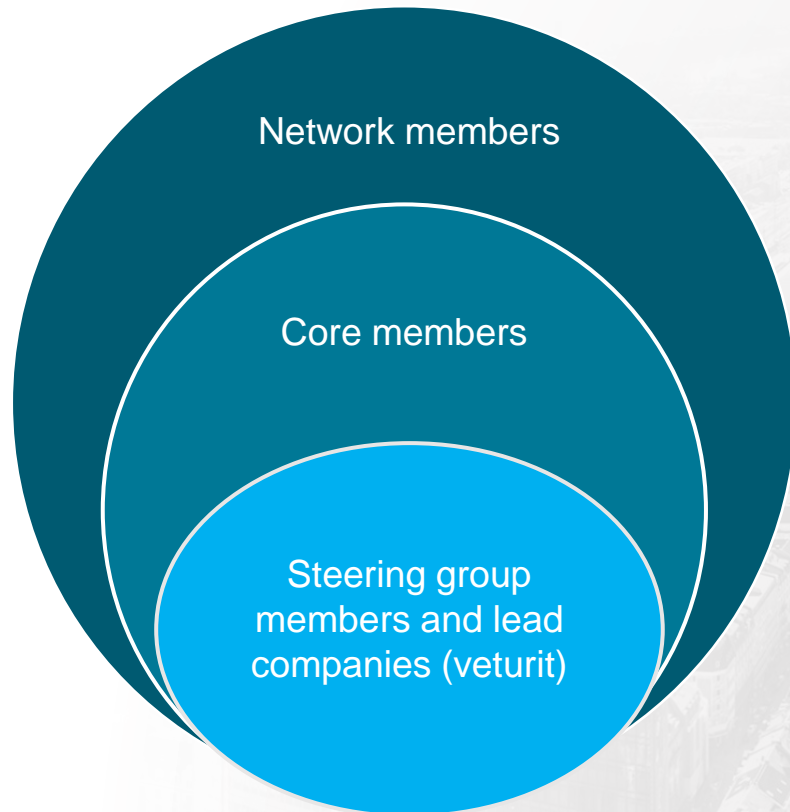 Network members
Core members
Steering group
members and lead
companies (veturit)